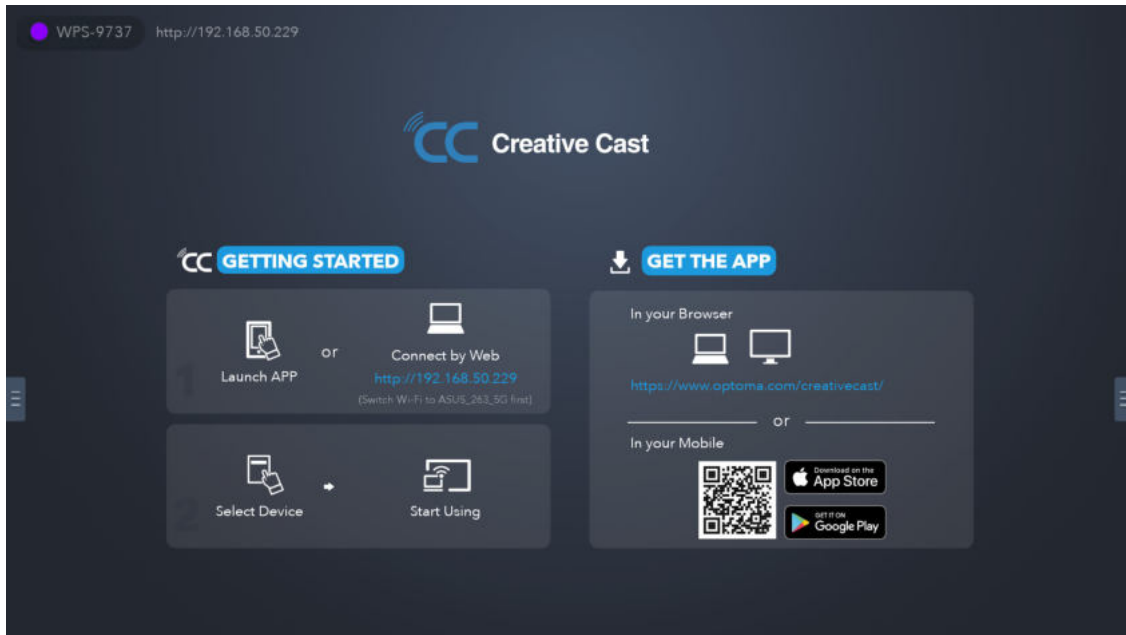 WPS-9737 http://192.168.50.229
CC Creative Cast
CC GETTING STARTED
1
Launch APP
or
Connect by Web
http://192.168.50.229
(Switch Wi-Fi to ASUS_263_5G first)
2
Select Device
Start Using
GET THE APP
In your Browser
https://www.optoma.com/creativecast/
or
In your Mobile
Download on the
App Store
GET IT ON
Google Play